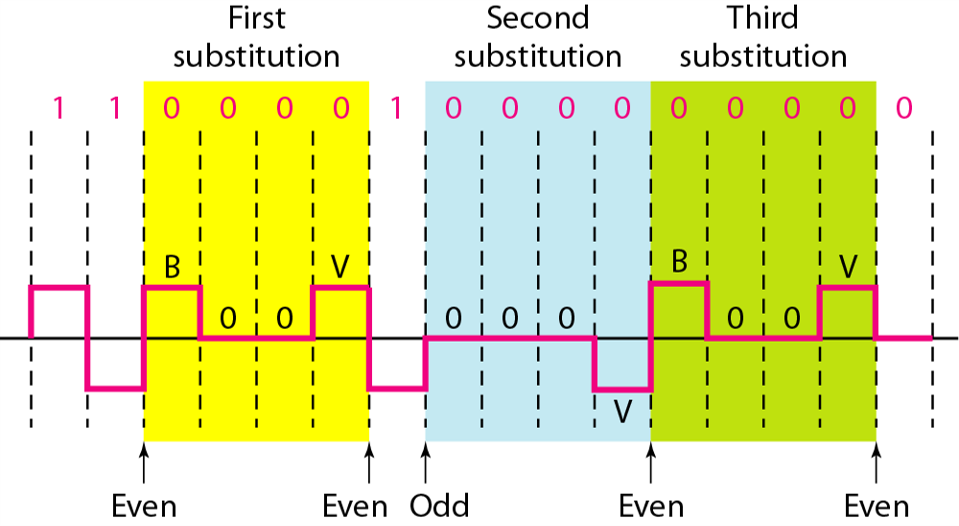 First substitution
Second substitution
Third substitution
1 1 0 0 0 0 1 0 0 0 0 0 0 0 0 0
B 0 0 V
0 0 0 V
B 0 0 V
Even
Even
Odd
Even
Even